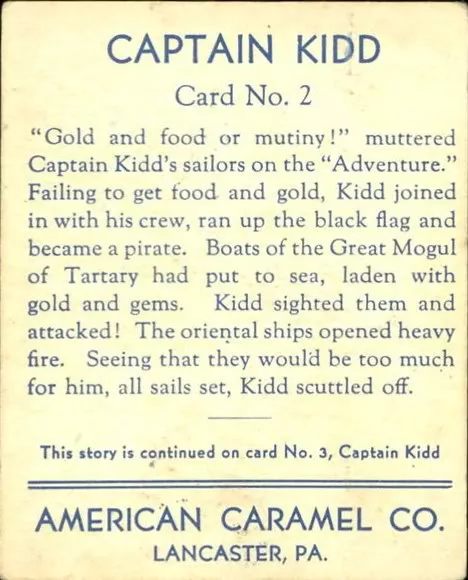 CAPTAIN KIDD
Card No. 2
"Gold and food or mutiny!" muttered
Captain Kidd's sailors on the "Adventure."
Failing to get food and gold, Kidd joined
in with his crew, ran up the black flag and
became a pirate. Boats of the Great Mogul
of Tartary had put to sea, laden with
gold and gems. Kidd sighted them and
attacked! The oriental ships opened heavy
fire. Seeing that they would be too much
for him, all sails set, Kidd scuttled off.
This story is continued on card No. 3, Captain Kidd
AMERICAN CARAMEL CO.
LANCASTER, PA.